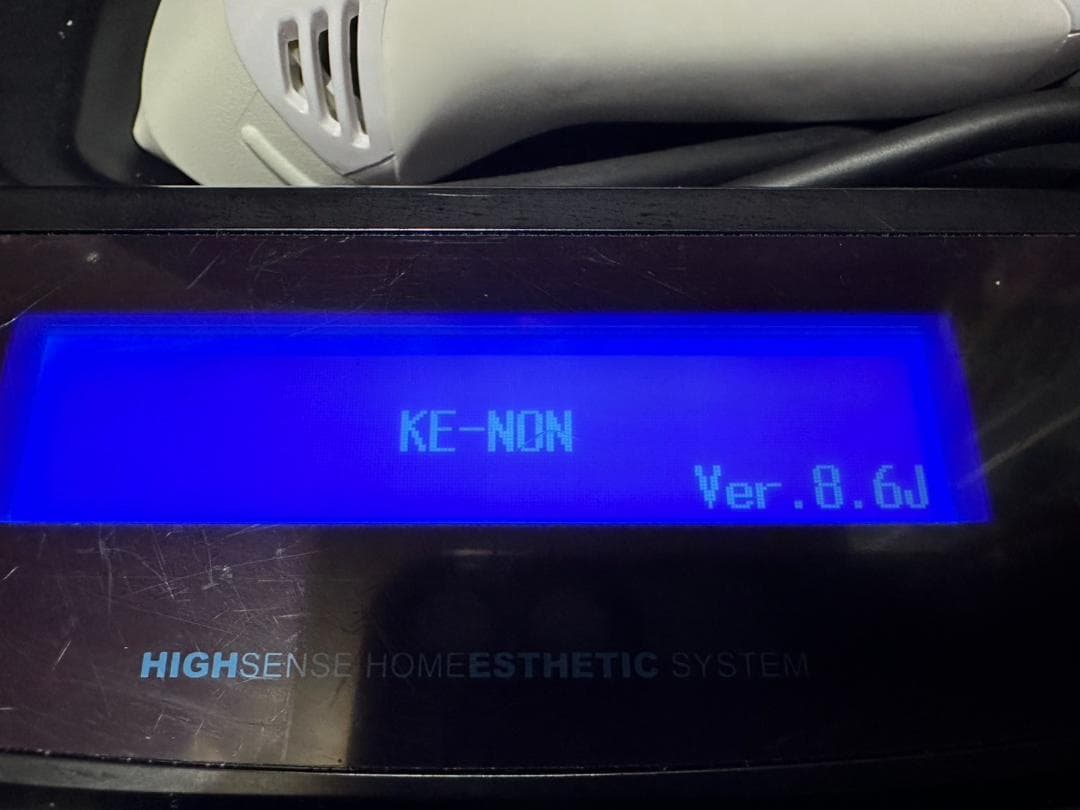 KE-NON
Ver.8.6J
HIGHSENSE HOMEESTHETIC SYSTEM